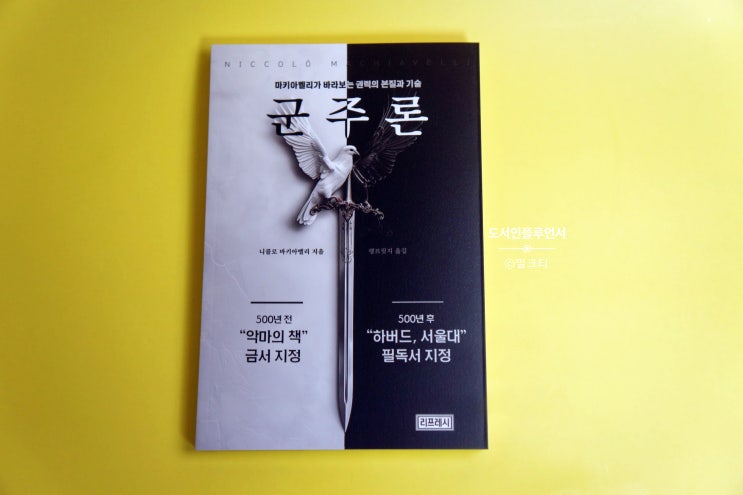 NICCOLÒ MACHIAVELLI
마키아벨리가 바라보는 권력의 본질과 기술
군주론
니콜로 마키아벨리 지음
옮김
500년 전
“악마의 책”
금서 지정
500년 후
“하버드, 서울대”
필독서 지정
리프레시
도서인플루언서